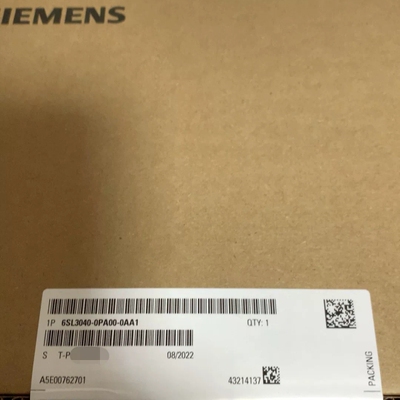 SIEMENS
1P 6SL3040-0PA00-0AA1 QTY: 1
S T-P 08/2022
A5E00762701 43214137
PACKING